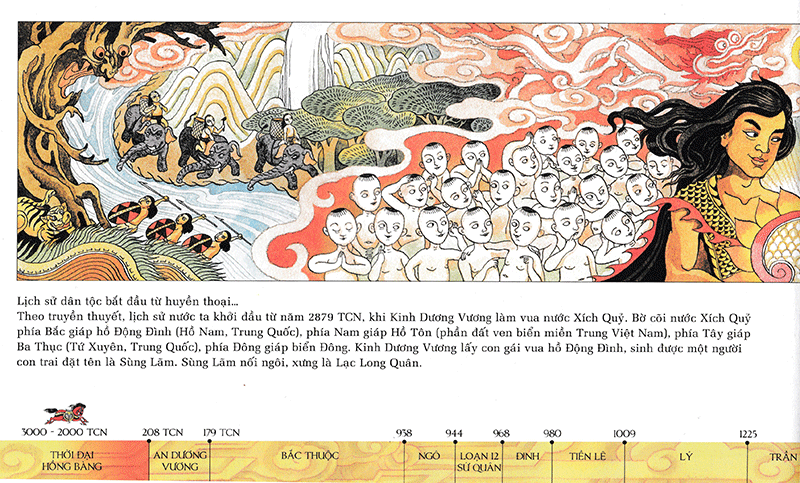 Lịch sử dân tộc bắt đầu từ huyền thoại...
Theo truyền thuyết, lịch sử nước ta khởi đầu từ năm 2879 TCN, khi Kinh Dương Vương làm vua nước Xích Quỷ. Bờ cõi nước Xích Quỷ
phía Bắc giáp hồ Động Đình (Hồ Nam, Trung Quốc), phía Nam giáp Hồ Tôn (phần đất ven biển miền Trung Việt Nam), phía Tây giáp
Ba Thục (Tứ Xuyên, Trung Quốc), phía Đông giáp biển Đông. Kinh Dương Vương lấy con gái vua hồ Động Đình, sinh được một người
con trai đặt tên là Sùng Lãm. Sùng Lãm nối ngôi, xưng là Lạc Long Quân.
3000 - 2000 TCN 208 TCN 179 TCN 938 944 968 980 1009 1225
THỜI ĐẠI HỒNG BÀNG
AN DƯƠNG VƯƠNG
BẮC THUỘC
NGÔ
LOẠN 12 SỨ QUÂN
ĐINH
TIỀN LÊ
LÝ
TRẦN